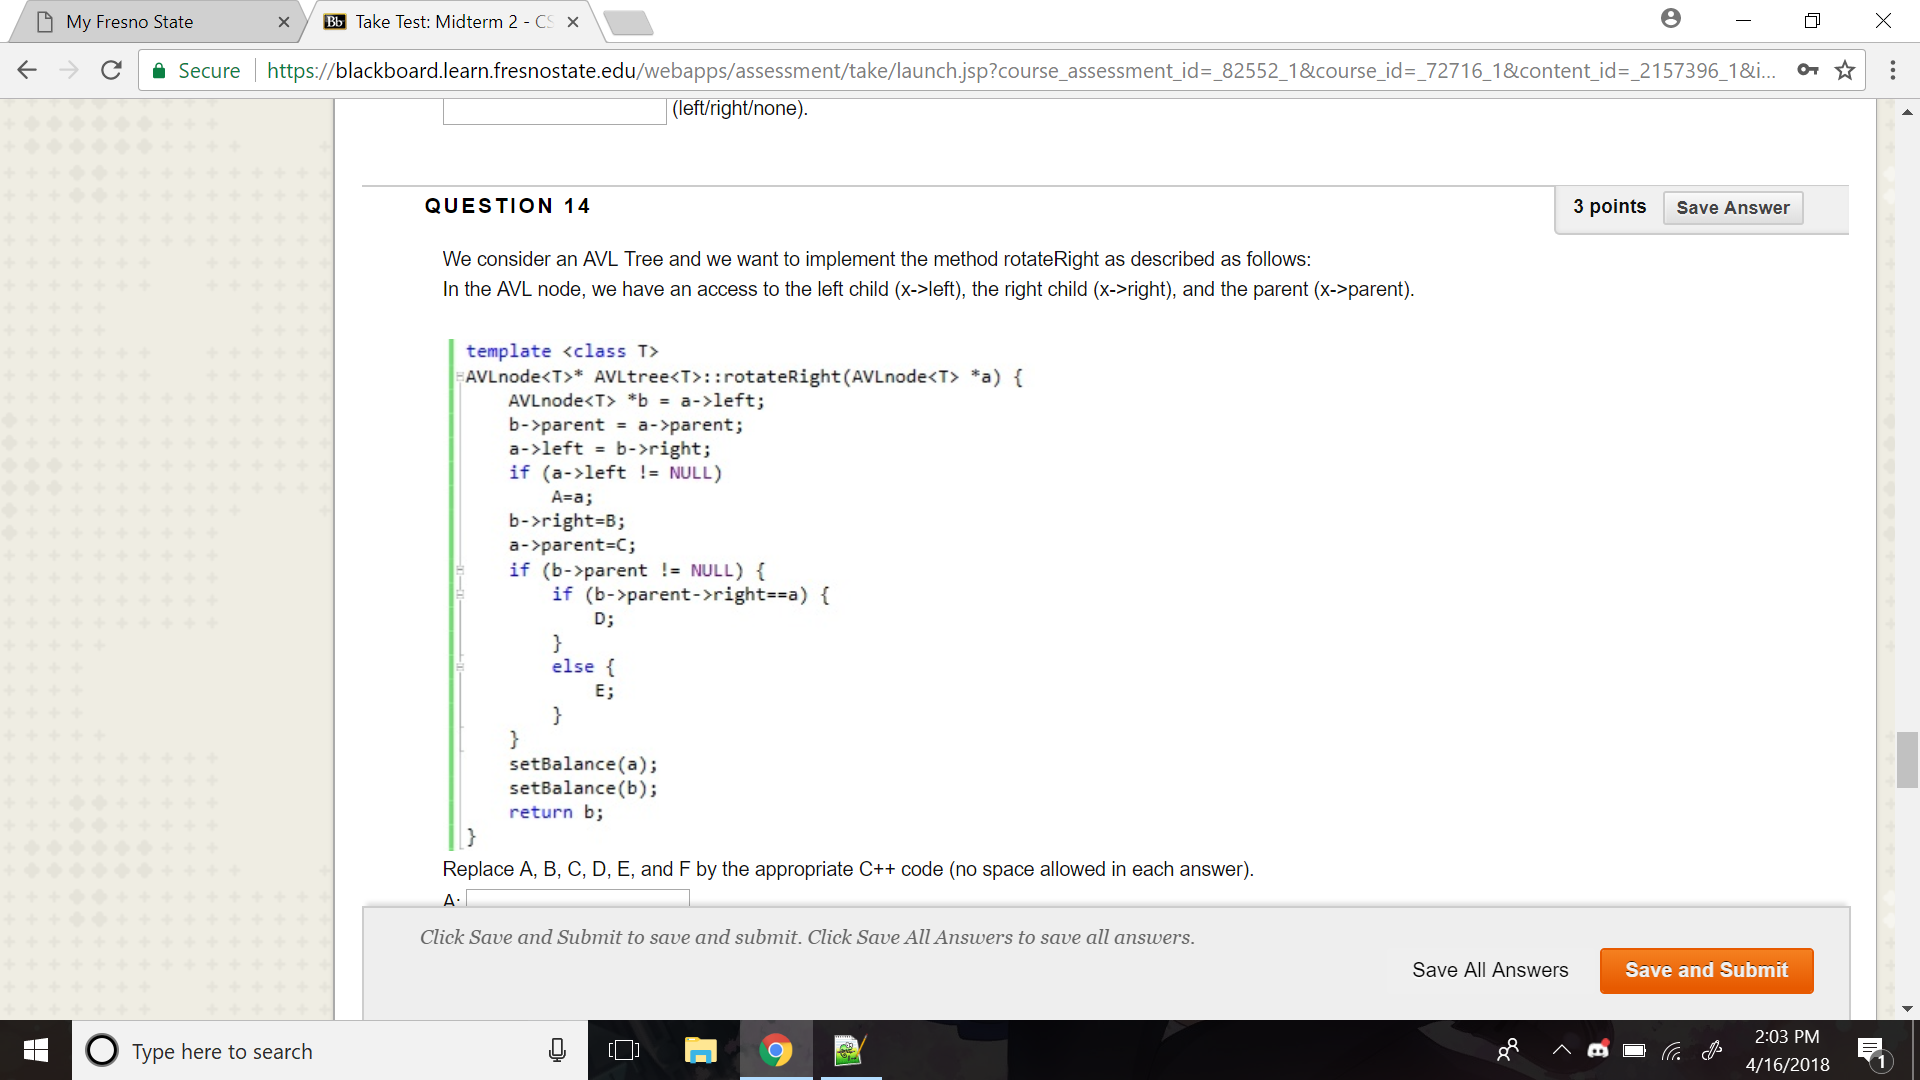 My Fresno State
Bb Take Test: Midterm 2 - CS
Secure https://blackboard.learn.fresnostate.edu/webapps/assessment/take/launch.jsp?course_assessment_id=_82552_1&course_id=_72716_1&content_id=_2157396_1&i...
(left/right/none).
QUESTION 14
3 points Save Answer
We consider an AVL Tree and we want to implement the method rotateRight as described as follows:
In the AVL node, we have an access to the left child (x->left), the right child (x->right), and the parent (x->parent).
template <class T>
AVLnode<T>* AVLtree<T>::rotateRight(AVLnode<T> *a) {
AVLnode<T> *b = a->left;
b->parent = a->parent;
a->left = b->right;
if (a->left != NULL)
A=a;
b->right=B;
a->parent=C;
if (b->parent != NULL) {
if (b->parent->right==a) {
D;
}
else {
E;
}
}
setBalance(a);
setBalance(b);
return b;
}
Replace A, B, C, D, E, and F by the appropriate C++ code (no space allowed in each answer).
A:
Click Save and Submit to save and submit. Click Save All Answers to save all answers.
Save All Answers Save and Submit
Type here to search
2:03 PM
4/16/2018
1